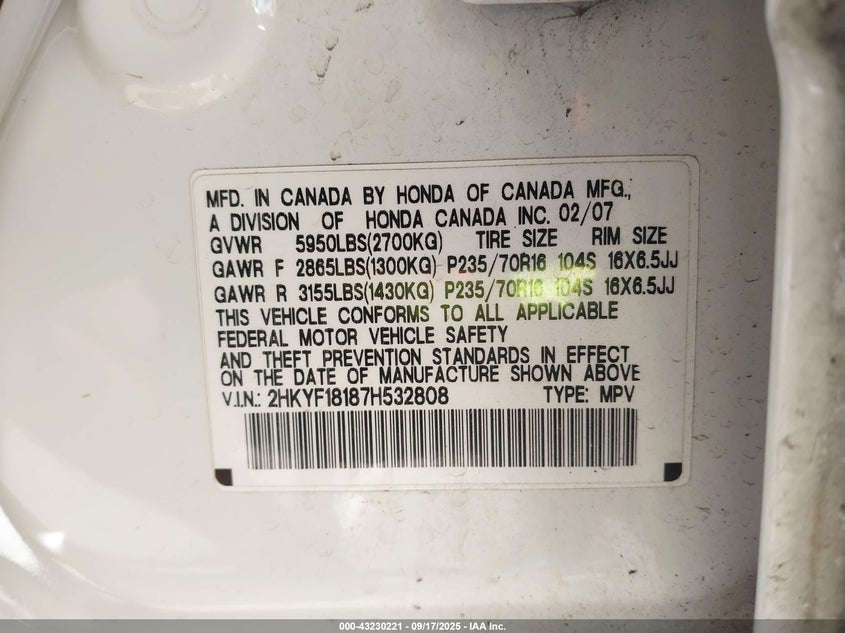 MFD. IN CANADA BY HONDA OF CANADA MFG.,
A DIVISION OF HONDA CANADA INC. 02/07
GVWR 5950LBS(2700KG) TIRE SIZE RIM SIZE
GAWR F 2865LBS(1300KG) P235/70R16 104S 16X6.5JJ
GAWR R 3155LBS(1430KG) P235/70R16 104S 16X6.5JJ
THIS VEHICLE CONFORMS TO ALL APPLICABLE
FEDERAL MOTOR VEHICLE SAFETY
AND THEFT PREVENTION STANDARDS IN EFFECT
ON THE DATE OF MANUFACTURE SHOWN ABOVE
V.I.N.: 2HKYF18187H532808 TYPE: MPV
000-43230221 - 09/17/2025 - IAA Inc.